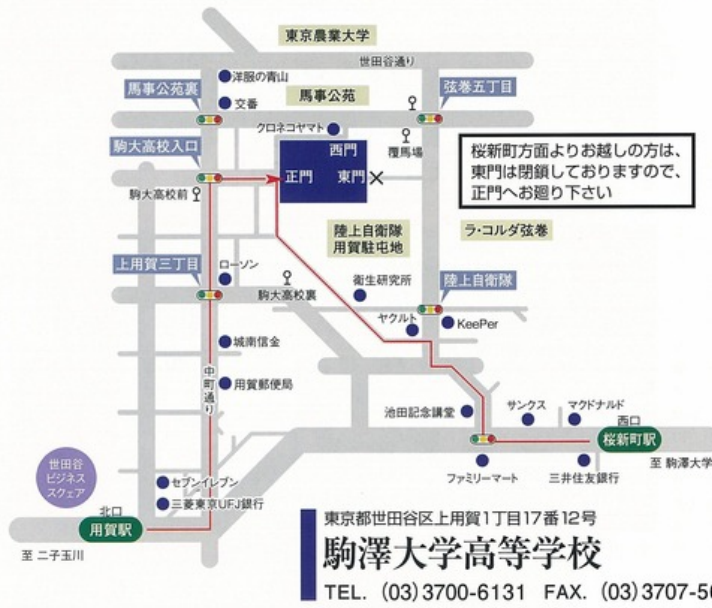 東京農業大学
世田谷通り
洋服の青山
馬事公苑裏
馬事公苑
弦巻五丁目
交番
クロネコヤマト
覆馬場
駒大高校入口
西門
正門
東門
駒大高校前
桜新町方面よりお越しの方は、
東門は閉鎖しておりますので、
正門へお廻り下さい
陸上自衛隊
用賀駐屯地
ラ・コルダ弦巻
上用賀三丁目
ローソン
駒大高校裏
衛生研究所
陸上自衛隊
ヤクルト
KeePer
城南信金
中町通り
用賀郵便局
池田記念講堂
サンクス
マクドナルド
西口
桜新町駅
至 駒澤大学
世田谷
ビジネス
スクェア
セブンイレブン
ファミリーマート
三井住友銀行
三菱東京UFJ銀行
北口
用賀駅
至 二子玉川
東京都世田谷区上用賀1丁目17番12号
駒澤大学高等学校
TEL. (03)3700-6131 FAX. (03)3707-56